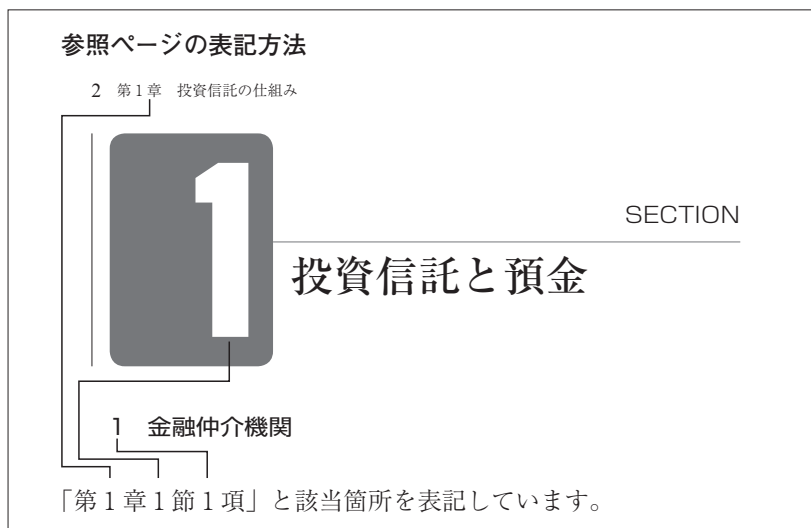 参照ページの表記方法
2 第1章 投資信託の仕組み
1
SECTION
投資信託と預金
1 金融仲介機関
「第1章1節1項」と該当箇所を表記しています。